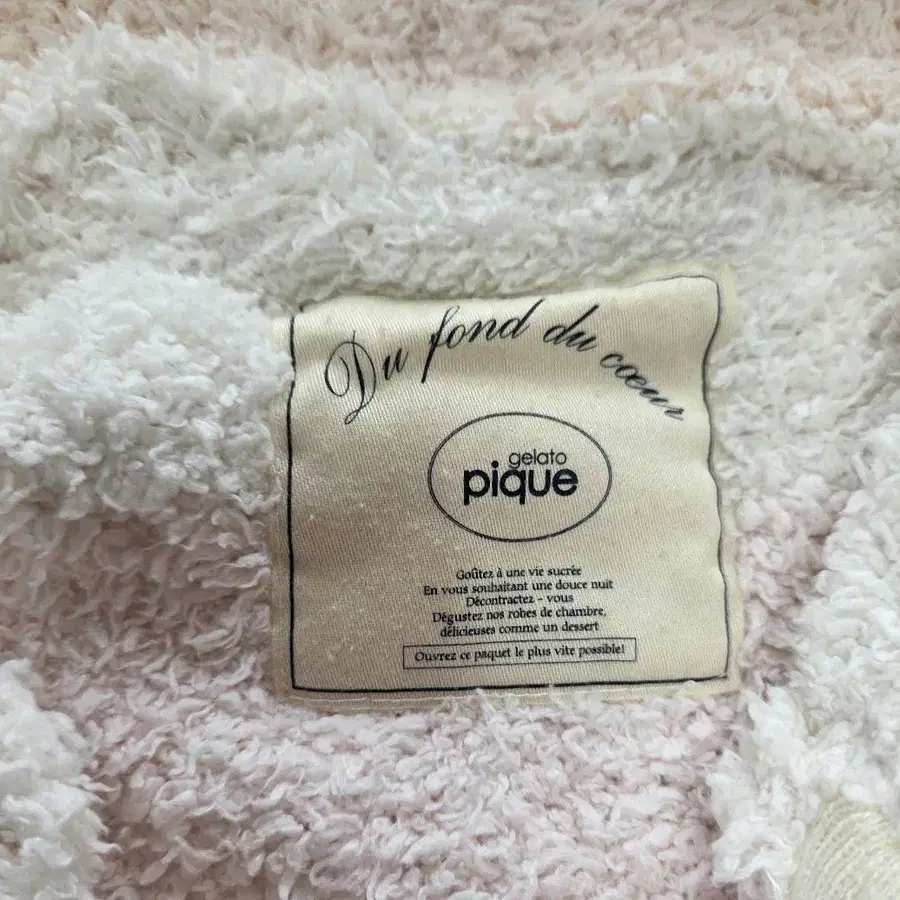 Du fond du cœur
gelato
pique
Goûtez à une vie sucrée
En vous souhaitant une douce nuit
Décontractez - vous
Dégustez nos robes de chambre,
délicieuses comme un dessert
Ouvrez ce paquet le plus vite possible!